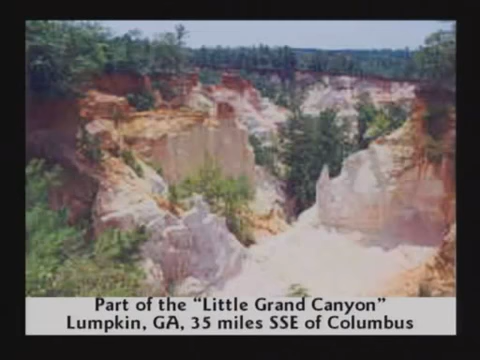 Part of the “Little Grand Canyon”
Lumpkin, GA, 35 miles SSE of Columbus